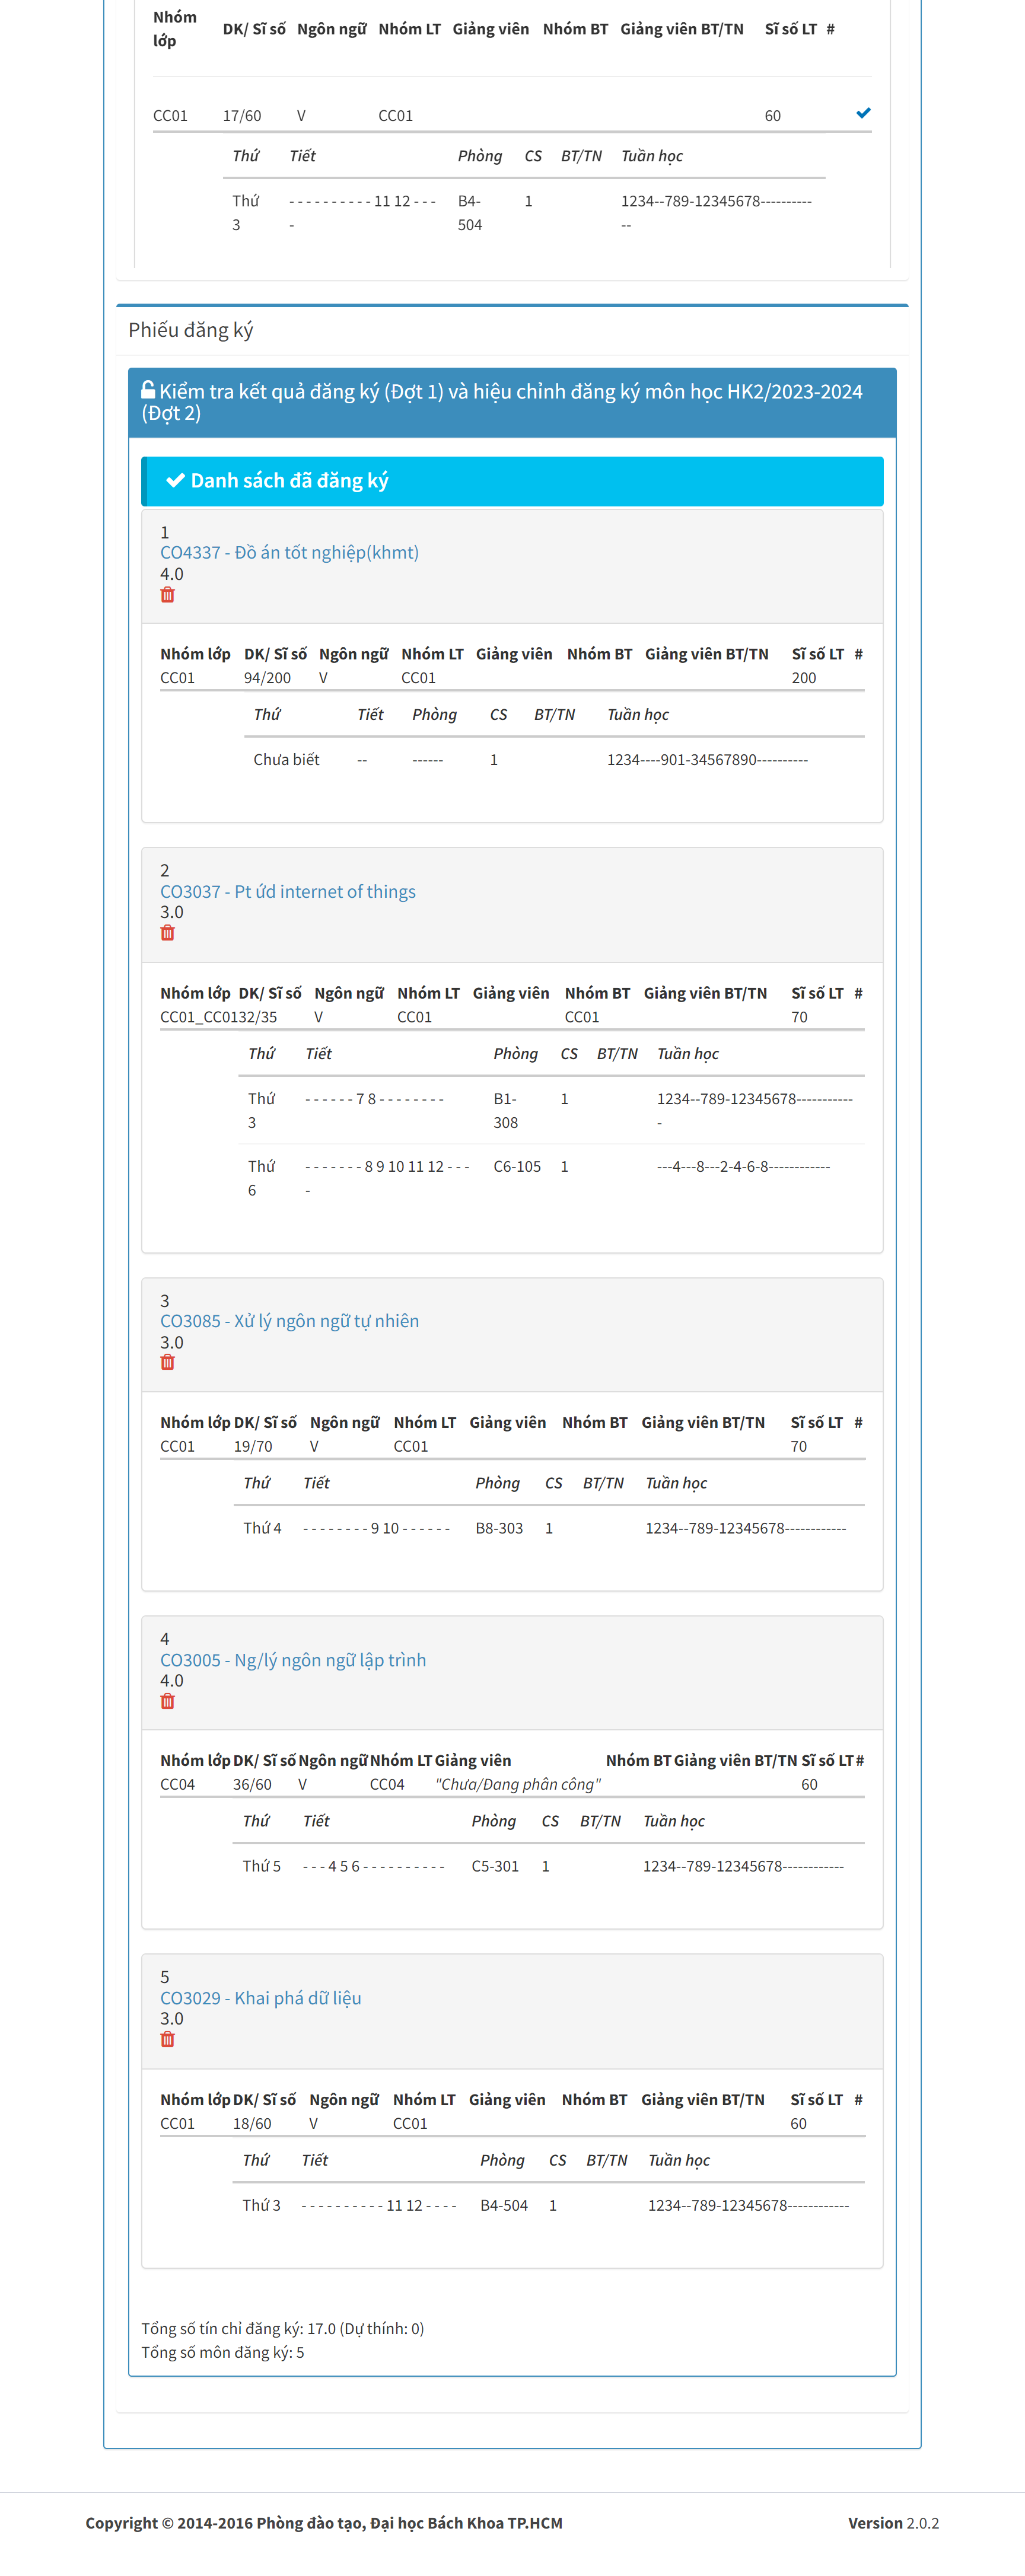 Nhóm lớp DK/ Sĩ số Ngôn ngữ Nhóm LT Giảng viên Nhóm BT Giảng viên BT/TN Sĩ số LT #
CC01 17/60 V CC01 60
Thứ Tiết Phòng CS BT/TN Tuần học
Thứ 3 - - - - - - - - - - 11 12 - - - - B4-504 1 1234--789-12345678------------
Phiếu đăng ký
Kiểm tra kết quả đăng ký (Đợt 1) và hiệu chỉnh đăng ký môn học HK2/2023-2024
(Đợt 2)
Danh sách đã đăng ký
1
CO4337 - Đồ án tốt nghiệp(khmt)
4.0
Nhóm lớp DK/ Sĩ số Ngôn ngữ Nhóm LT Giảng viên Nhóm BT Giảng viên BT/TN Sĩ số LT #
CC01 94/200 V CC01 200
Thứ Tiết Phòng CS BT/TN Tuần học
Chưa biết -- ------ 1 1234----901-34567890----------
2
CO3037 - Pt ứd internet of things
3.0
Nhóm lớp DK/ Sĩ số Ngôn ngữ Nhóm LT Giảng viên Nhóm BT Giảng viên BT/TN Sĩ số LT #
CC01_CC0132/35 V CC01 CC01 70
Thứ Tiết Phòng CS BT/TN Tuần học
Thứ 3 - - - - - - 7 8 - - - - - - - - B1-308 1 1234--789-12345678------------
Thứ 6 - - - - - - - 8 9 10 11 12 - - - - C6-105 1 ---4---8---2-4-6-8------------
3
CO3085 - Xử lý ngôn ngữ tự nhiên
3.0
Nhóm lớp DK/ Sĩ số Ngôn ngữ Nhóm LT Giảng viên Nhóm BT Giảng viên BT/TN Sĩ số LT #
CC01 19/70 V CC01 70
Thứ Tiết Phòng CS BT/TN Tuần học
Thứ 4 - - - - - - - - 9 10 - - - - - - B8-303 1 1234--789-12345678------------
4
CO3005 - Ng/lý ngôn ngữ lập trình
4.0
Nhóm lớp DK/ Sĩ số Ngôn ngữ Nhóm LT Giảng viên Nhóm BT Giảng viên BT/TN Sĩ số LT #
CC04 36/60 V CC04 "Chưa/Đang phân công" 60
Thứ Tiết Phòng CS BT/TN Tuần học
Thứ 5 - - - 4 5 6 - - - - - - - - - - C5-301 1 1234--789-12345678------------
5
CO3029 - Khai phá dữ liệu
3.0
Nhóm lớp DK/ Sĩ số Ngôn ngữ Nhóm LT Giảng viên Nhóm BT Giảng viên BT/TN Sĩ số LT #
CC01 18/60 V CC01 60
Thứ Tiết Phòng CS BT/TN Tuần học
Thứ 3 - - - - - - - - - - 11 12 - - - - B4-504 1 1234--789-12345678------------
Tổng số tín chỉ đăng ký: 17.0 (Dự thính: 0)
Tổng số môn đăng ký: 5
Copyright © 2014-2016 Phòng đào tạo, Đại học Bách Khoa TP.HCM Version 2.0.2